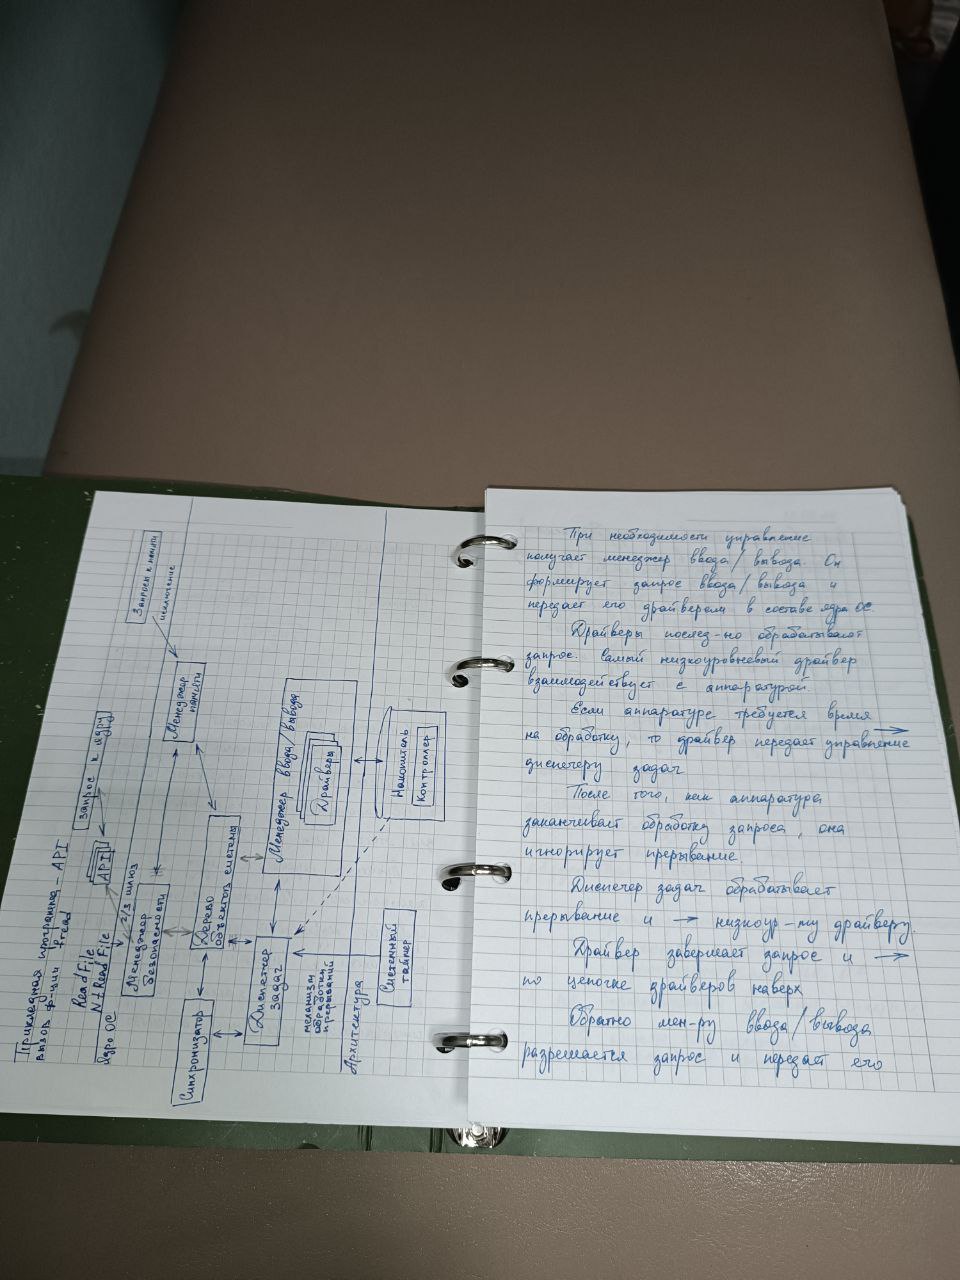 Прикладная программа - API
вызов ф-ции Pread
ReadFile
NtReadFile
Ядро ОС
2/3 шлюз
API
Запрос к ядру
Запросы к памяти
исключение
Менеджер
безопасности
Менеджер
памяти
Синхронизатор
Дерево
объектов системы
Диспетчер
задач
Менеджер ввода/вывода
Драйверы
механизм
обработки
прерываний
Архитектура
Системный
таймер
Накопитель
Контроллер
При необходимости управление
получает менеджер ввода/вывода Он
формирует запрос ввода/вывода и
передает его драйверам в составе ядра ОС.
Драйверы послед-но обрабатывают
запрос. Самый низкоуровневый драйвер
взаимодействует с аппаратурой.
Если аппаратуре требуется время
на обработку, то драйвер передает управление
диспечеру задач
После того, как аппаратура
заканчивает обработку запроса, она
игнорирует прерывание.
Диспечер задач обрабатывает
прерывание и → низкоур-му драйверу.
Драйвер завершает запрос и →
по цепочке драйверов наверх
Обратно мен-ру ввода/вывода
разрешается запрос и передает его